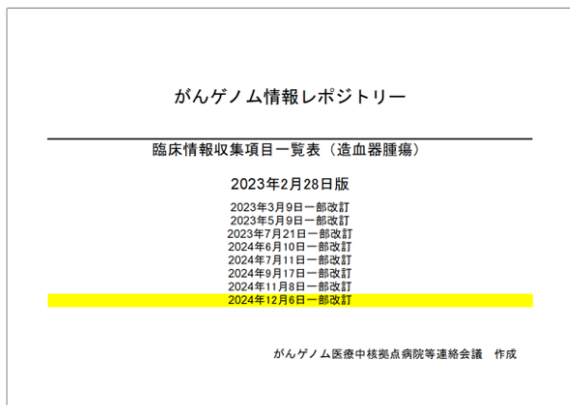 がんゲノム情報レポジトリー
臨床情報収集項目一覧表（造血器腫瘍）
2023年2月28日版
2023年3月9日一部改訂
2023年5月9日一部改訂
2023年7月21日一部改訂
2024年6月10日一部改訂
2024年7月11日一部改訂
2024年9月17日一部改訂
2024年11月8日一部改訂
2024年12月6日一部改訂
がんゲノム医療中核拠点病院等連絡会議　作成